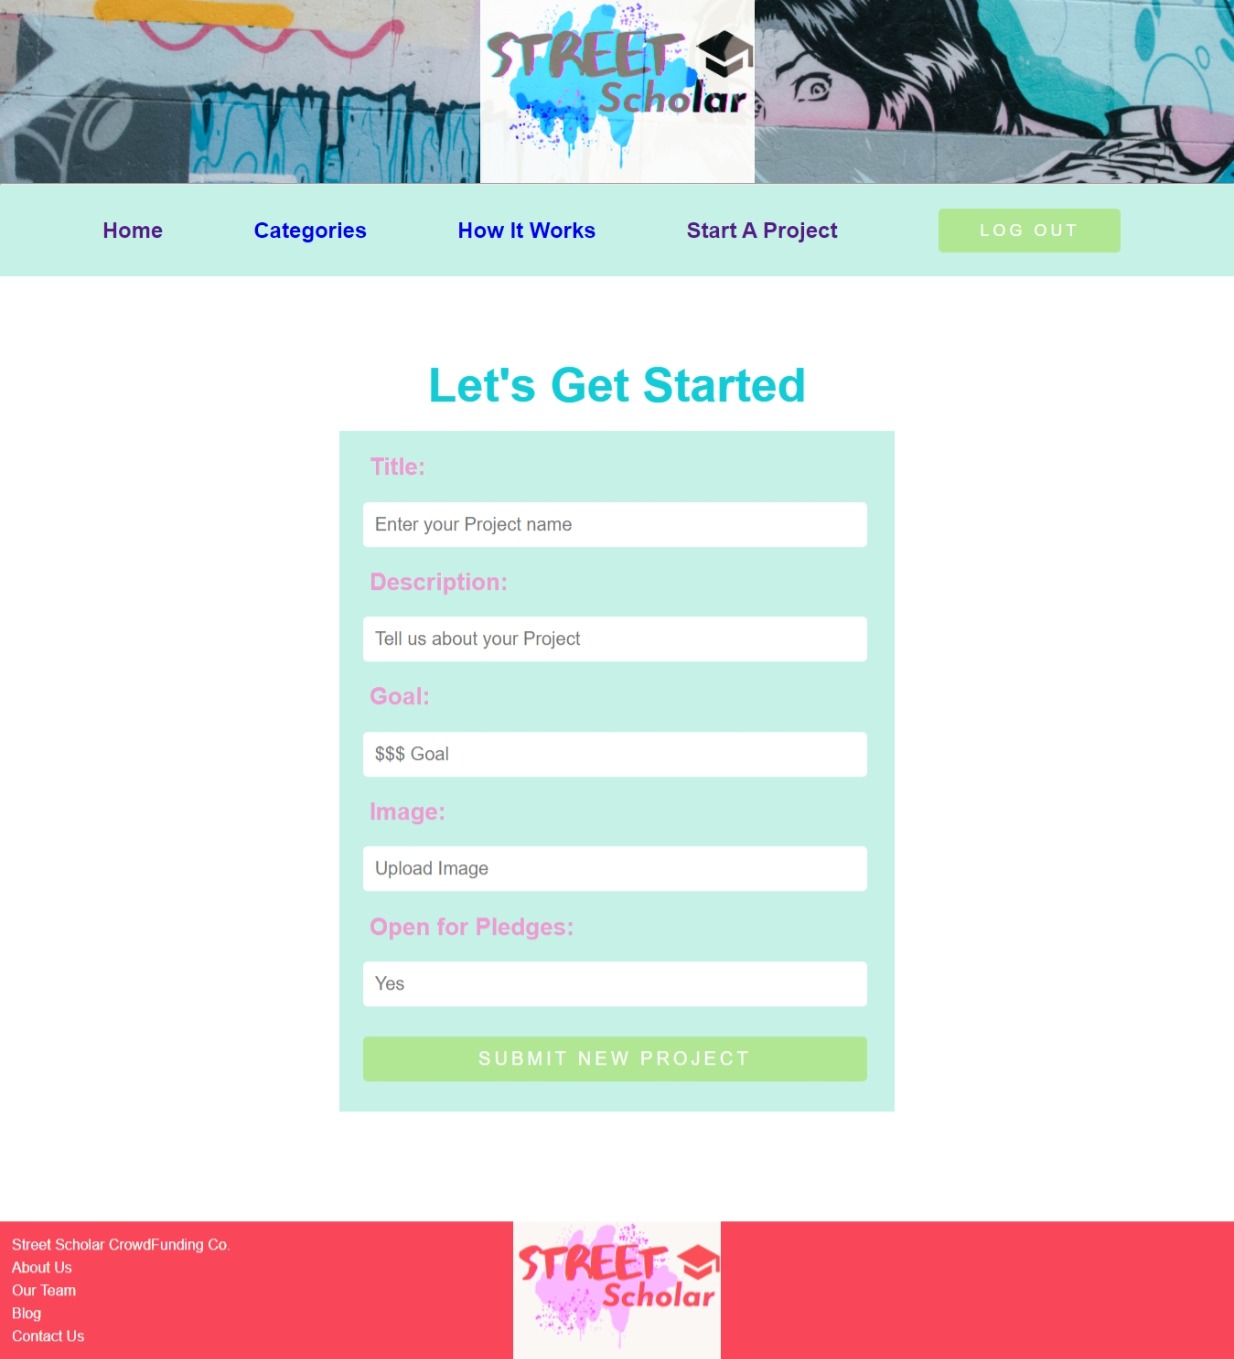 STREET
Scholar
Home Categories How It Works Start A Project LOG OUT
Let's Get Started
Title:
Enter your Project name
Description:
Tell us about your Project
Goal:
$$$ Goal
Image:
Upload Image
Open for Pledges:
Yes
SUBMIT NEW PROJECT
Street Scholar CrowdFunding Co.
About Us
Our Team
Blog
Contact Us
STREET
Scholar